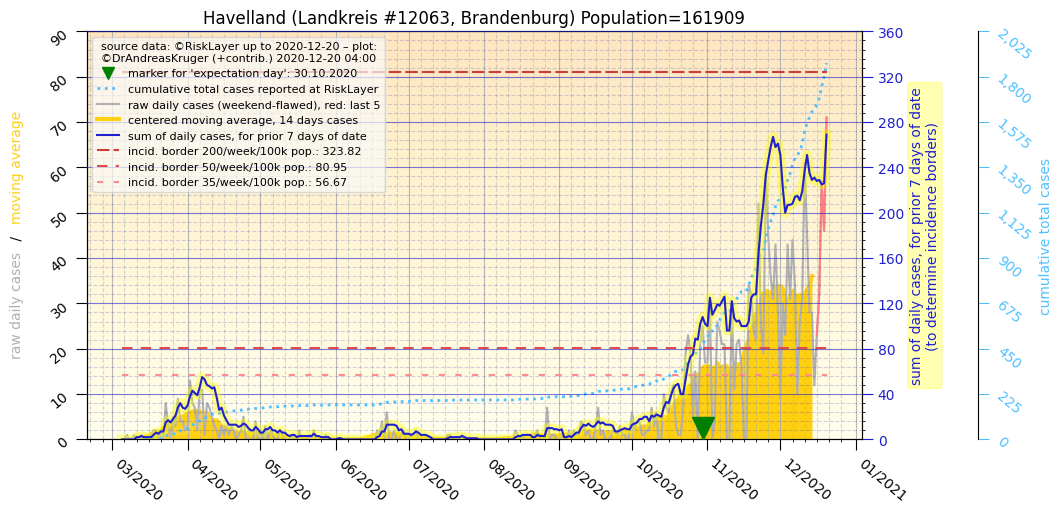 Havelland (Landkreis #12063, Brandenburg) Population=161909
source data: ©RiskLayer up to 2020-12-20 – plot:
©DrAndreasKruger (+contrib.) 2020-12-20 04:00
marker for 'expectation day': 30.10.2020
cumulative total cases reported at RiskLayer
raw daily cases (weekend-flawed), red: last 5
centered moving average, 14 days cases
sum of daily cases, for prior 7 days of date
incid. border 200/week/100k pop.: 323.82
incid. border 50/week/100k pop.: 80.95
incid. border 35/week/100k pop.: 56.67
raw daily cases / moving average
90
80
70
60
50
40
30
20
10
0
03/2020
04/2020
05/2020
06/2020
07/2020
08/2020
09/2020
10/2020
11/2020
12/2020
01/2021
360
320
280
240
200
160
120
80
40
0
sum of daily cases, for prior 7 days of date
(to determine incidence borders)
2,025
1,800
1,575
1,350
1,125
900
675
450
225
0
cumulative total cases